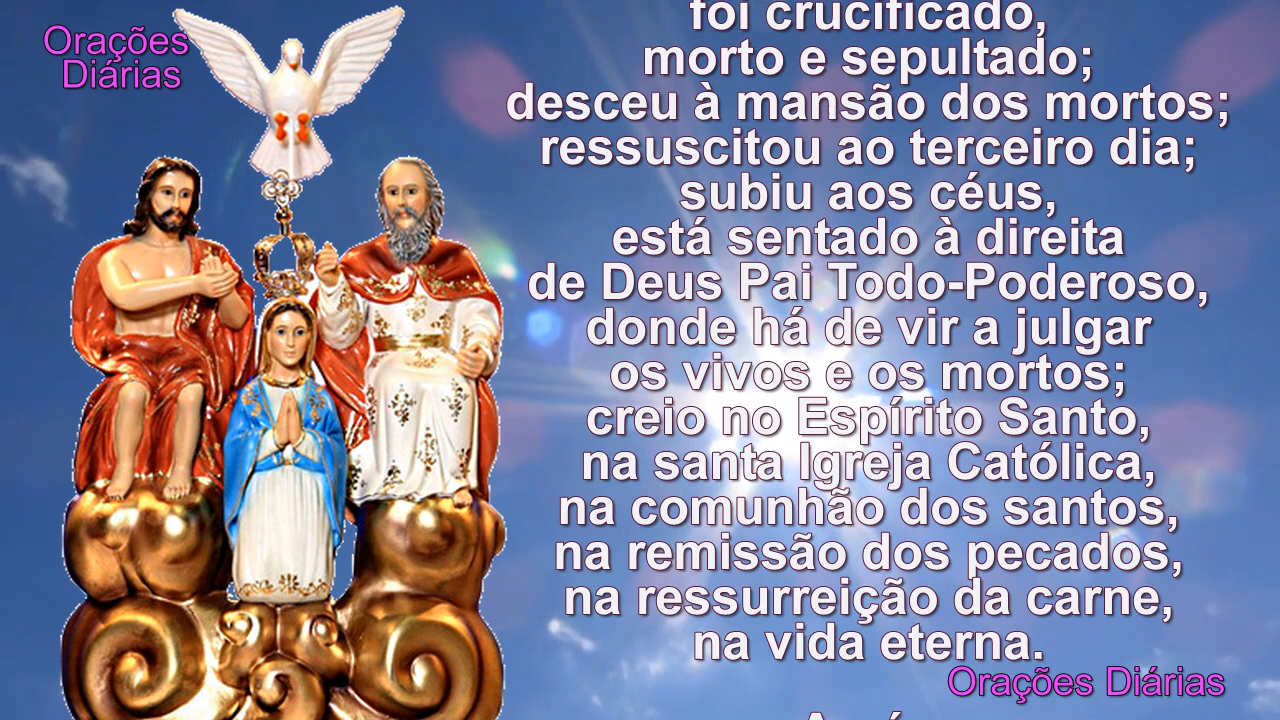 Orações
Diárias
foi crucificado,
morto e sepultado;
desceu à mansão dos mortos;
ressuscitou ao terceiro dia;
subiu aos céus,
está sentado à direita
de Deus Pai Todo-Poderoso,
donde há de vir a julgar
os vivos e os mortos;
creio no Espírito Santo,
na santa Igreja Católica,
na comunhão dos santos,
na remissão dos pecados,
na ressurreição da carne,
na vida eterna.
Orações Diárias